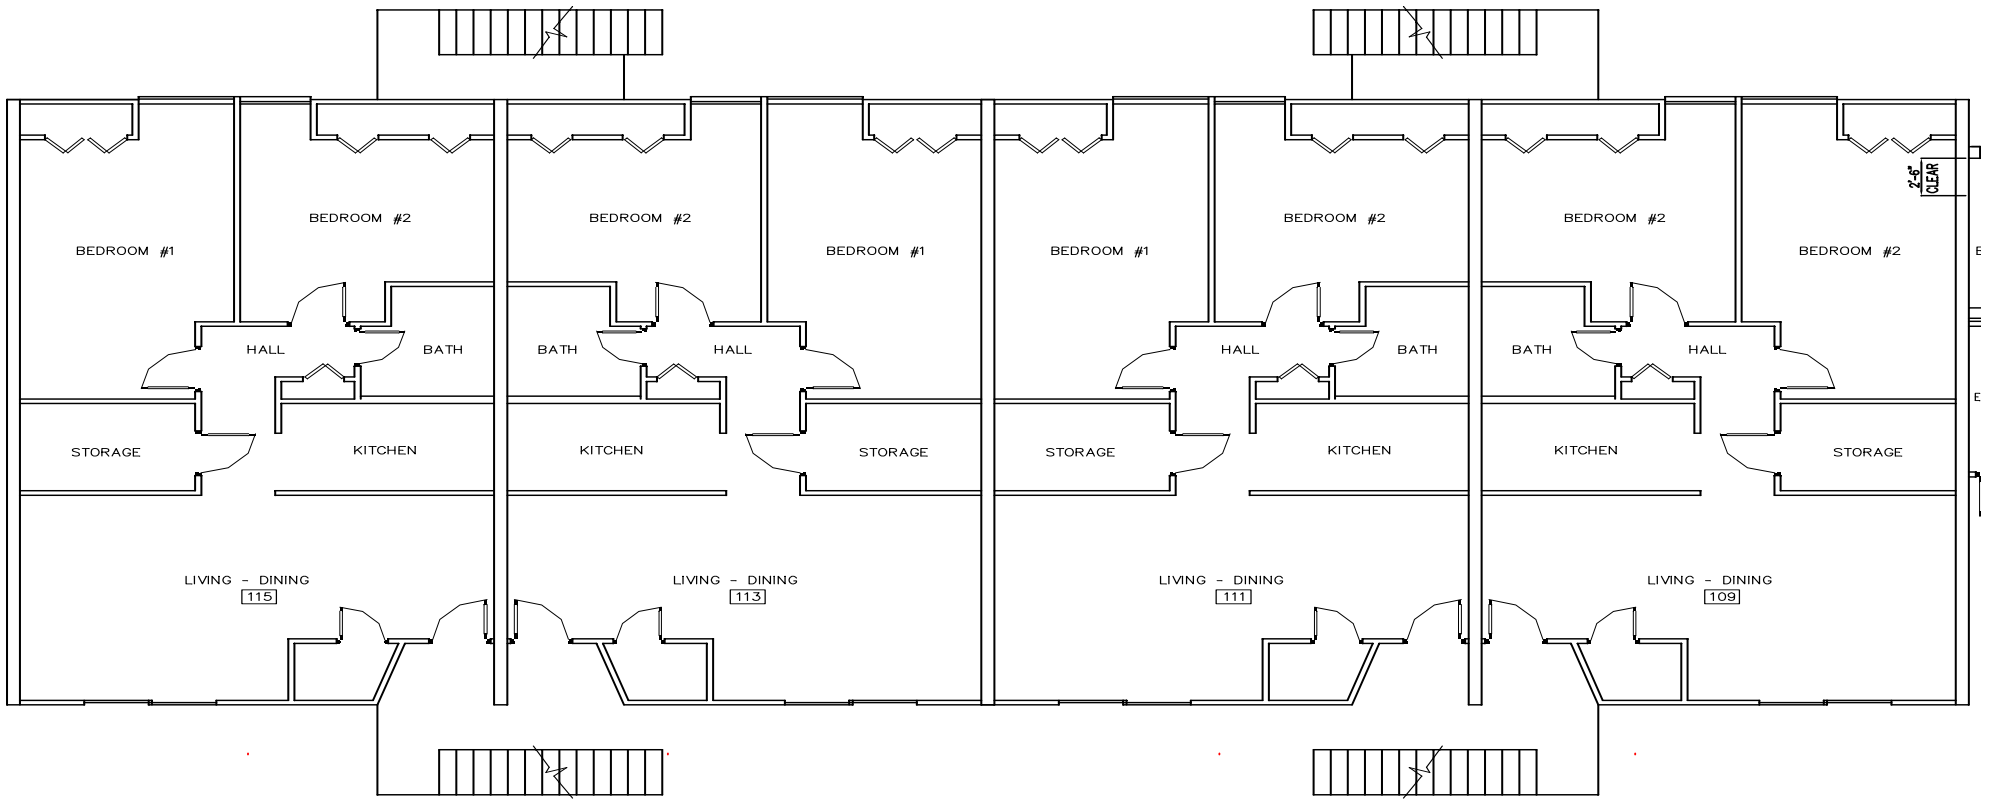 2'-6"
CLEAR
BEDROOM #2
BEDROOM #2
BEDROOM #2
BEDROOM #2
BEDROOM #1
BEDROOM #1
BEDROOM #1
BEDROOM #2
HALL
BATH
BATH
HALL
HALL
BATH
BATH
HALL
STORAGE
KITCHEN
KITCHEN
STORAGE
STORAGE
KITCHEN
KITCHEN
STORAGE
LIVING - DINING
LIVING - DINING
LIVING - DINING
LIVING - DINING
115
113
111
109